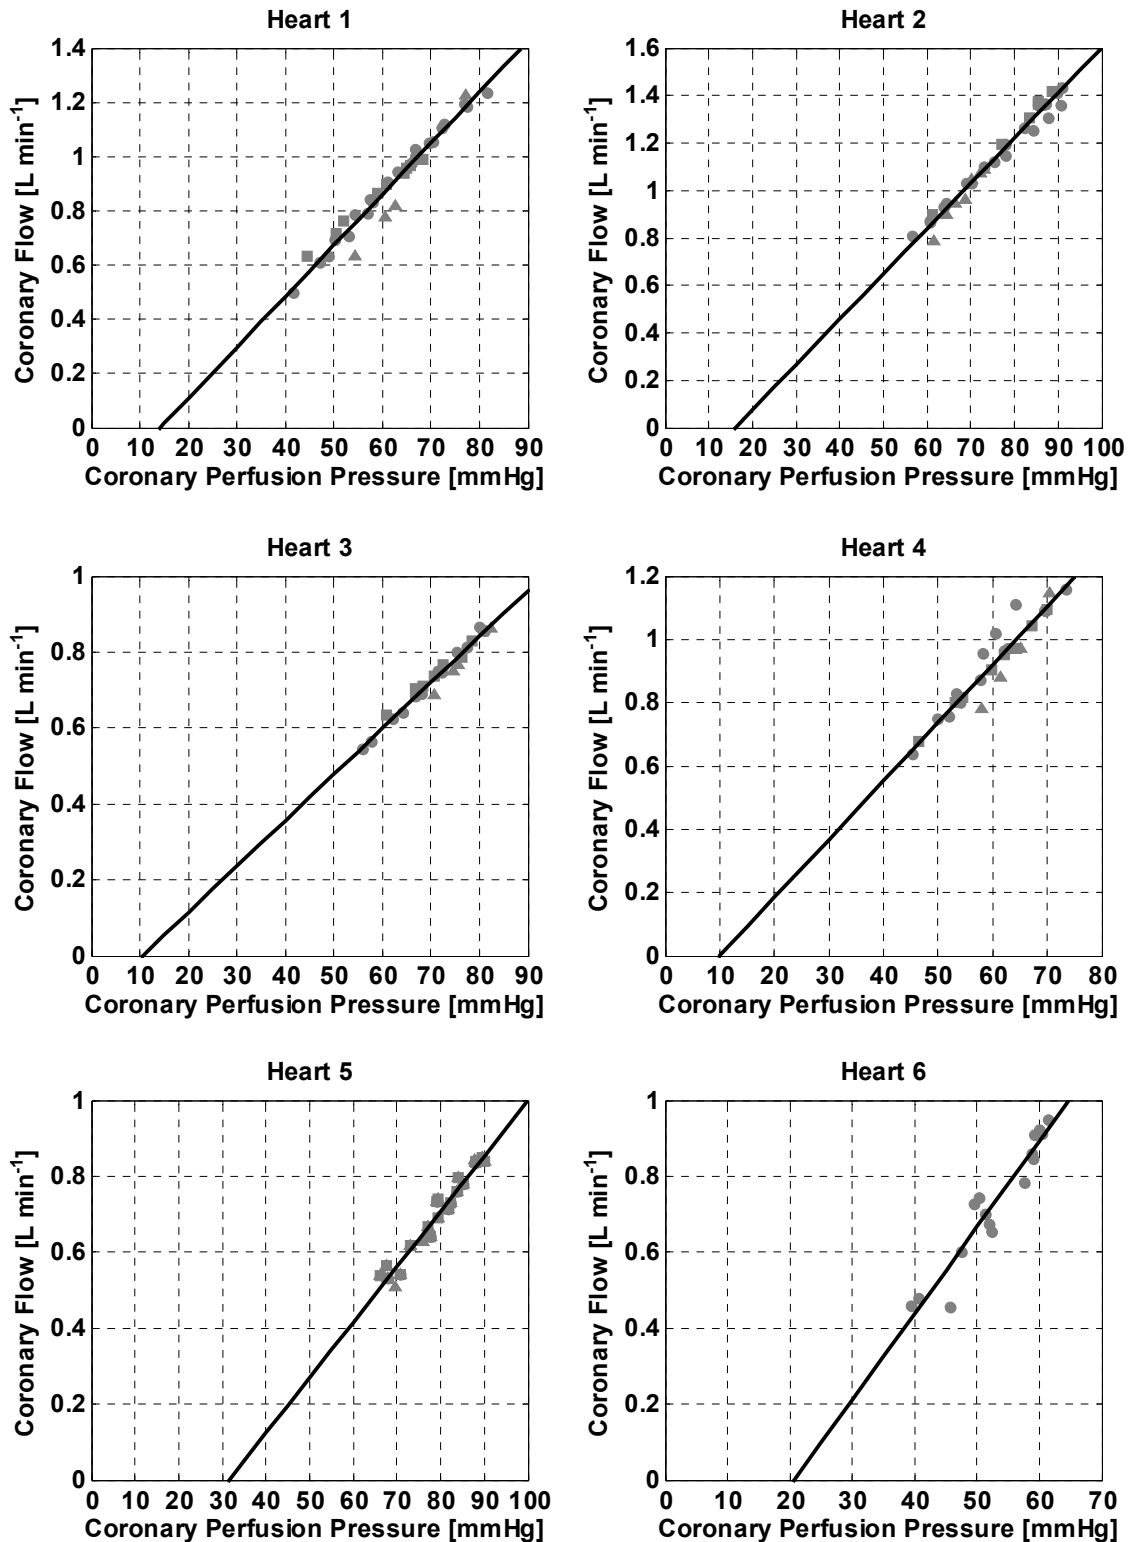 Heart 1
Coronary Flow [L min-1]
1.4
1.2
1
0.8
0.6
0.4
0.2
0
0 10 20 30 40 50 60 70 80 90
Coronary Perfusion Pressure [mmHg]
Heart 2
Coronary Flow [L min-1]
1.6
1.4
1.2
1
0.8
0.6
0.4
0.2
0
0 10 20 30 40 50 60 70 80 90 100
Coronary Perfusion Pressure [mmHg]
Heart 3
Coronary Flow [L min-1]
1
0.8
0.6
0.4
0.2
0
0 10 20 30 40 50 60 70 80 90
Coronary Perfusion Pressure [mmHg]
Heart 4
Coronary Flow [L min-1]
1.2
1
0.8
0.6
0.4
0.2
0
0 10 20 30 40 50 60 70 80
Coronary Perfusion Pressure [mmHg]
Heart 5
Coronary Flow [L min-1]
1
0.8
0.6
0.4
0.2
0
0 10 20 30 40 50 60 70 80 90 100
Coronary Perfusion Pressure [mmHg]
Heart 6
Coronary Flow [L min-1]
1
0.8
0.6
0.4
0.2
0
0 10 20 30 40 50 60 70
Coronary Perfusion Pressure [mmHg]